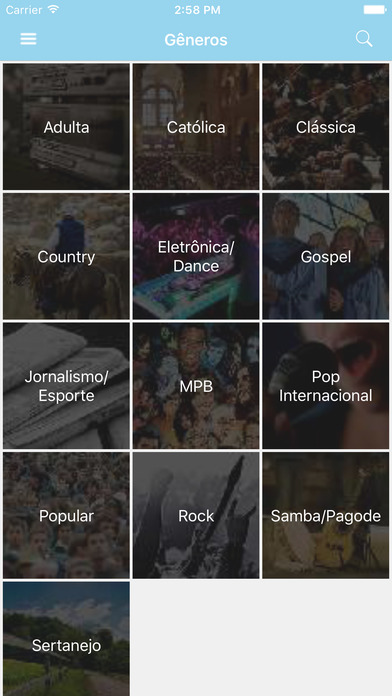 Carrier 2:58 PM
Gêneros
Adulta Católica Clássica
Country Eletrônica/ Gospel
Dance
Jornalismo/ MPB Pop
Esporte Internacional
Popular Rock Samba/Pagode
Sertanejo